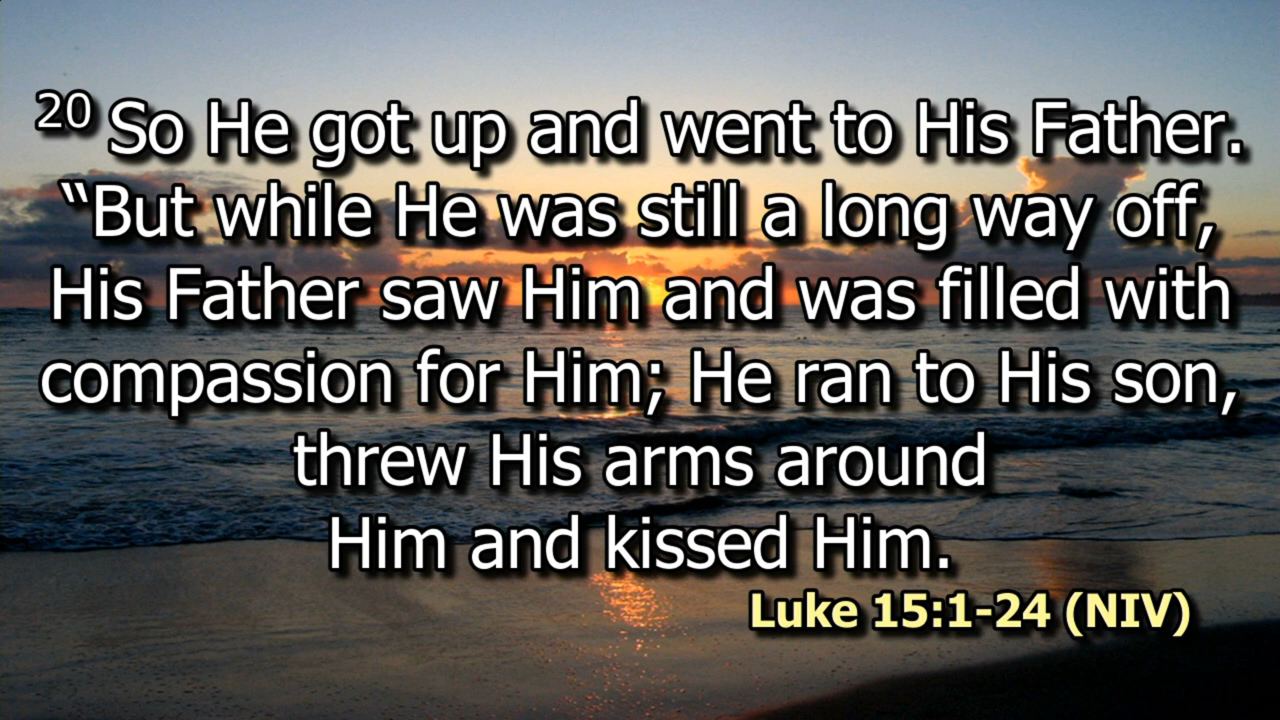 20 So He got up and went to His Father.
“But while He was still a long way off,
His Father saw Him and was filled with
compassion for Him; He ran to His son,
threw His arms around
Him and kissed Him.
Luke 15:1-24 (NIV)